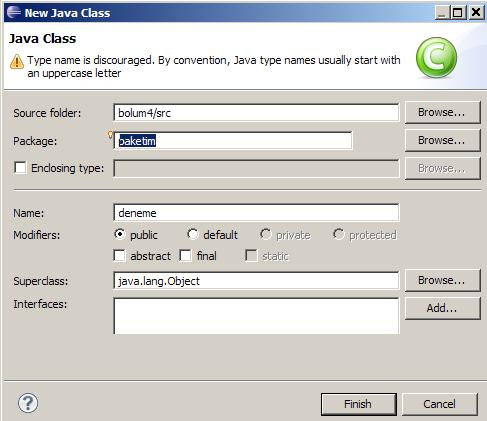 New Java Class
Java Class
Type name is discouraged. By convention, Java type names usually start with
an uppercase letter
C
Source folder: bolum4/src Browse...
Package: paketim Browse...
Enclosing type: Browse...
Name: deneme
Modifiers: public default private protected
abstract final static
Superclass: java.lang.Object Browse...
Interfaces: Add...
? Finish Cancel